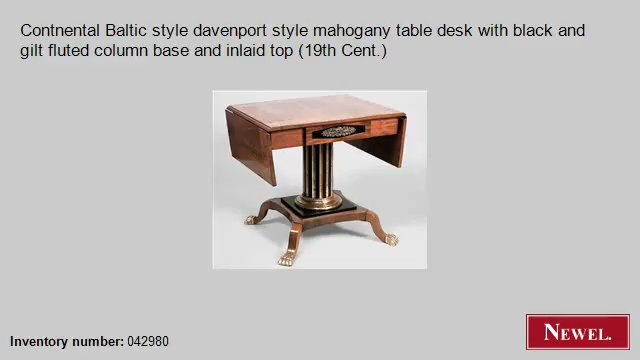 Contnental Baltic style davenport style mahogany table desk with black and
gilt fluted column base and inlaid top (19th Cent.)
Inventory number: 042980
NEWEL.